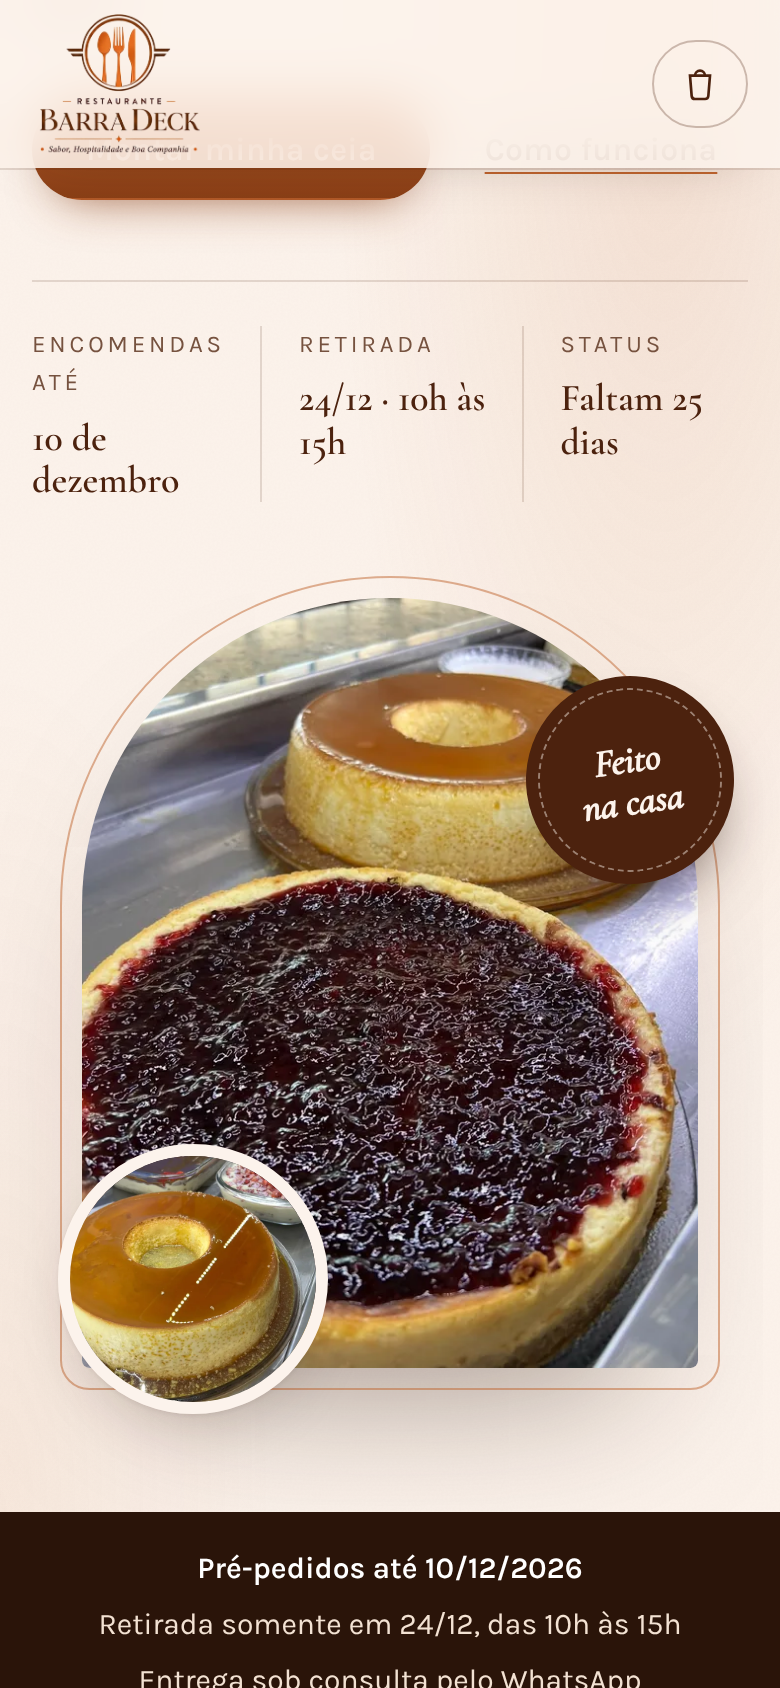 RESTAURANTE
BARRA DECK
Sabor, Hospitalidade e Boa Companhia
Montar minha ceia
Como funciona
ENCOMENDAS
ATÉ
10 de
dezembro
RETIRADA
24/12 · 10h às
15h
STATUS
Faltam 25
dias
Feito
na casa
Pré-pedidos até 10/12/2026
Retirada somente em 24/12, das 10h às 15h
Entrega sob consulta pelo WhatsApp